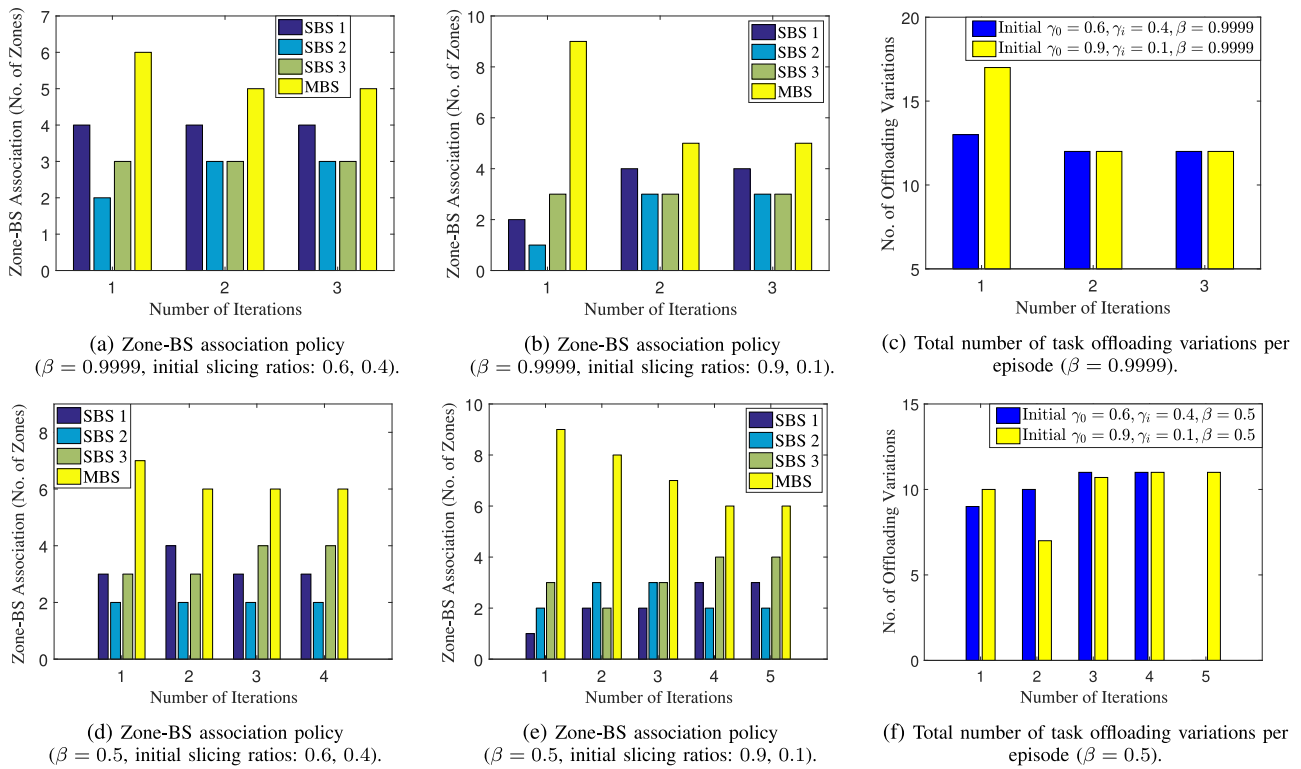 Zone-BS Association (No. of Zones)
7
6
5
4
3
2
1
0
SBS 1
SBS 2
SBS 3
MBS
1
2
3
Number of Iterations
(a) Zone-BS association policy
(β = 0.9999, initial slicing ratios: 0.6, 0.4).
Zone-BS Association (No. of Zones)
10
8
6
4
2
0
SBS 1
SBS 2
SBS 3
MBS
1
2
3
Number of Iterations
(b) Zone-BS association policy
(β = 0.9999, initial slicing ratios: 0.9, 0.1).
No. of Offloading Variations
20
15
10
5
Initial γ₀ = 0.6, γᵢ = 0.4, β = 0.9999
Initial γ₀ = 0.9, γᵢ = 0.1, β = 0.9999
1
2
3
Number of Iterations
(c) Total number of task offloading variations per
episode (β = 0.9999).
Zone-BS Association (No. of Zones)
8
6
4
2
0
SBS 1
SBS 2
SBS 3
MBS
1
2
3
4
Number of Iterations
(d) Zone-BS association policy
(β = 0.5, initial slicing ratios: 0.6, 0.4).
Zone-BS Association (No. of Zones)
10
8
6
4
2
0
SBS 1
SBS 2
SBS 3
MBS
1
2
3
4
5
Number of Iterations
(e) Zone-BS association policy
(β = 0.5, initial slicing ratios: 0.9, 0.1).
No. of Offloading Variations
15
10
5
0
Initial γ₀ = 0.6, γᵢ = 0.4, β = 0.5
Initial γ₀ = 0.9, γᵢ = 0.1, β = 0.5
1
2
3
4
5
Number of Iterations
(f) Total number of task offloading variations per
episode (β = 0.5).